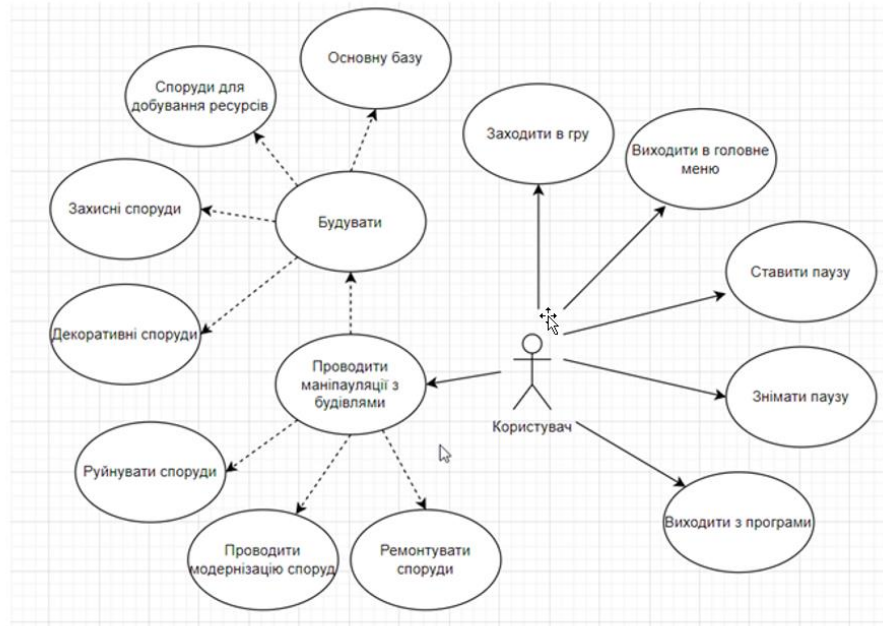 Основну базу
Споруди для
добування ресурсів
Заходити в гру
Виходити в головне
меню
Захисні споруди
Будувати
Ставити паузу
Декоративні споруди
Проводити
маніпауляції з
будівлями
Знімати паузу
Користувач
Руйнувати споруди
Виходити з програми
Проводити
модернізацію споруд
Ремонтувати
споруди